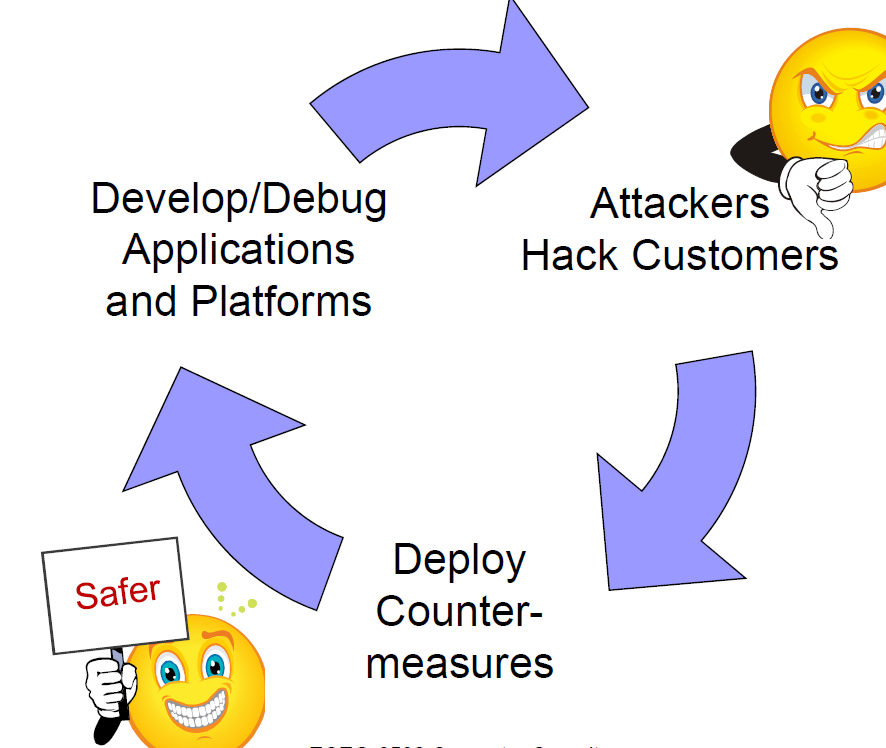 Develop/Debug
Applications
and Platforms
Attackers
Hack Customers
Deploy
Counter-
measures
Safer